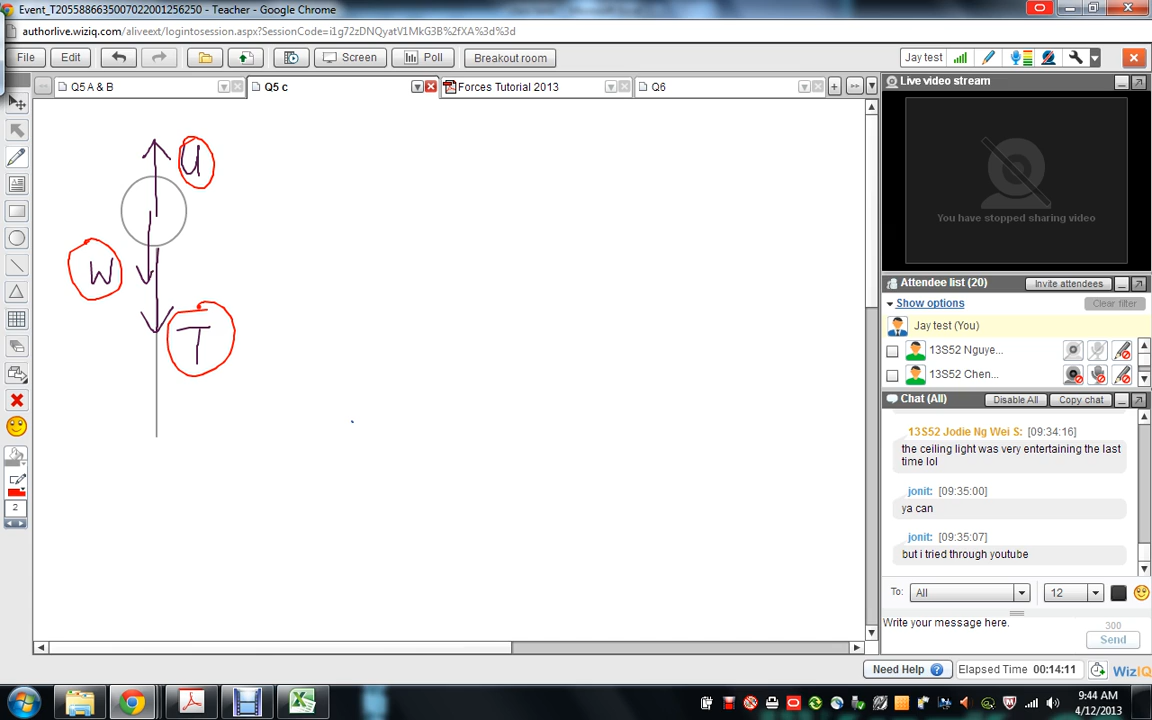 Event_T2055886635007022001256250 - Teacher - Google Chrome
authorlive.wiziq.com/aliveext/logintosession.aspx?SessionCode=i1g72zDNQyatV1MkG3B%2fXA%3d%3d
File Edit Screen Poll Breakout room Jay test
Q5 A & B Q5 c Forces Tutorial 2013 Q6
U
W
T
2
Live video stream
You have stopped sharing video
Attendee list (20) Invite attendees
Show options Clear filter
Jay test (You)
13S52 Nguye...
13S52 Chen...
Chat (All) Disable All Copy chat
13S52 Jodie Ng Wei S: [09:34:16]
the ceiling light was very entertaining the last
time lol
jonit: [09:35:00]
ya can
jonit: [09:35:07]
but i tried through youtube
To: All 12
Write your message here.
300
Send
Need Help ? Elapsed Time 00:14:11 WizIQ
9:44 AM
4/12/2013